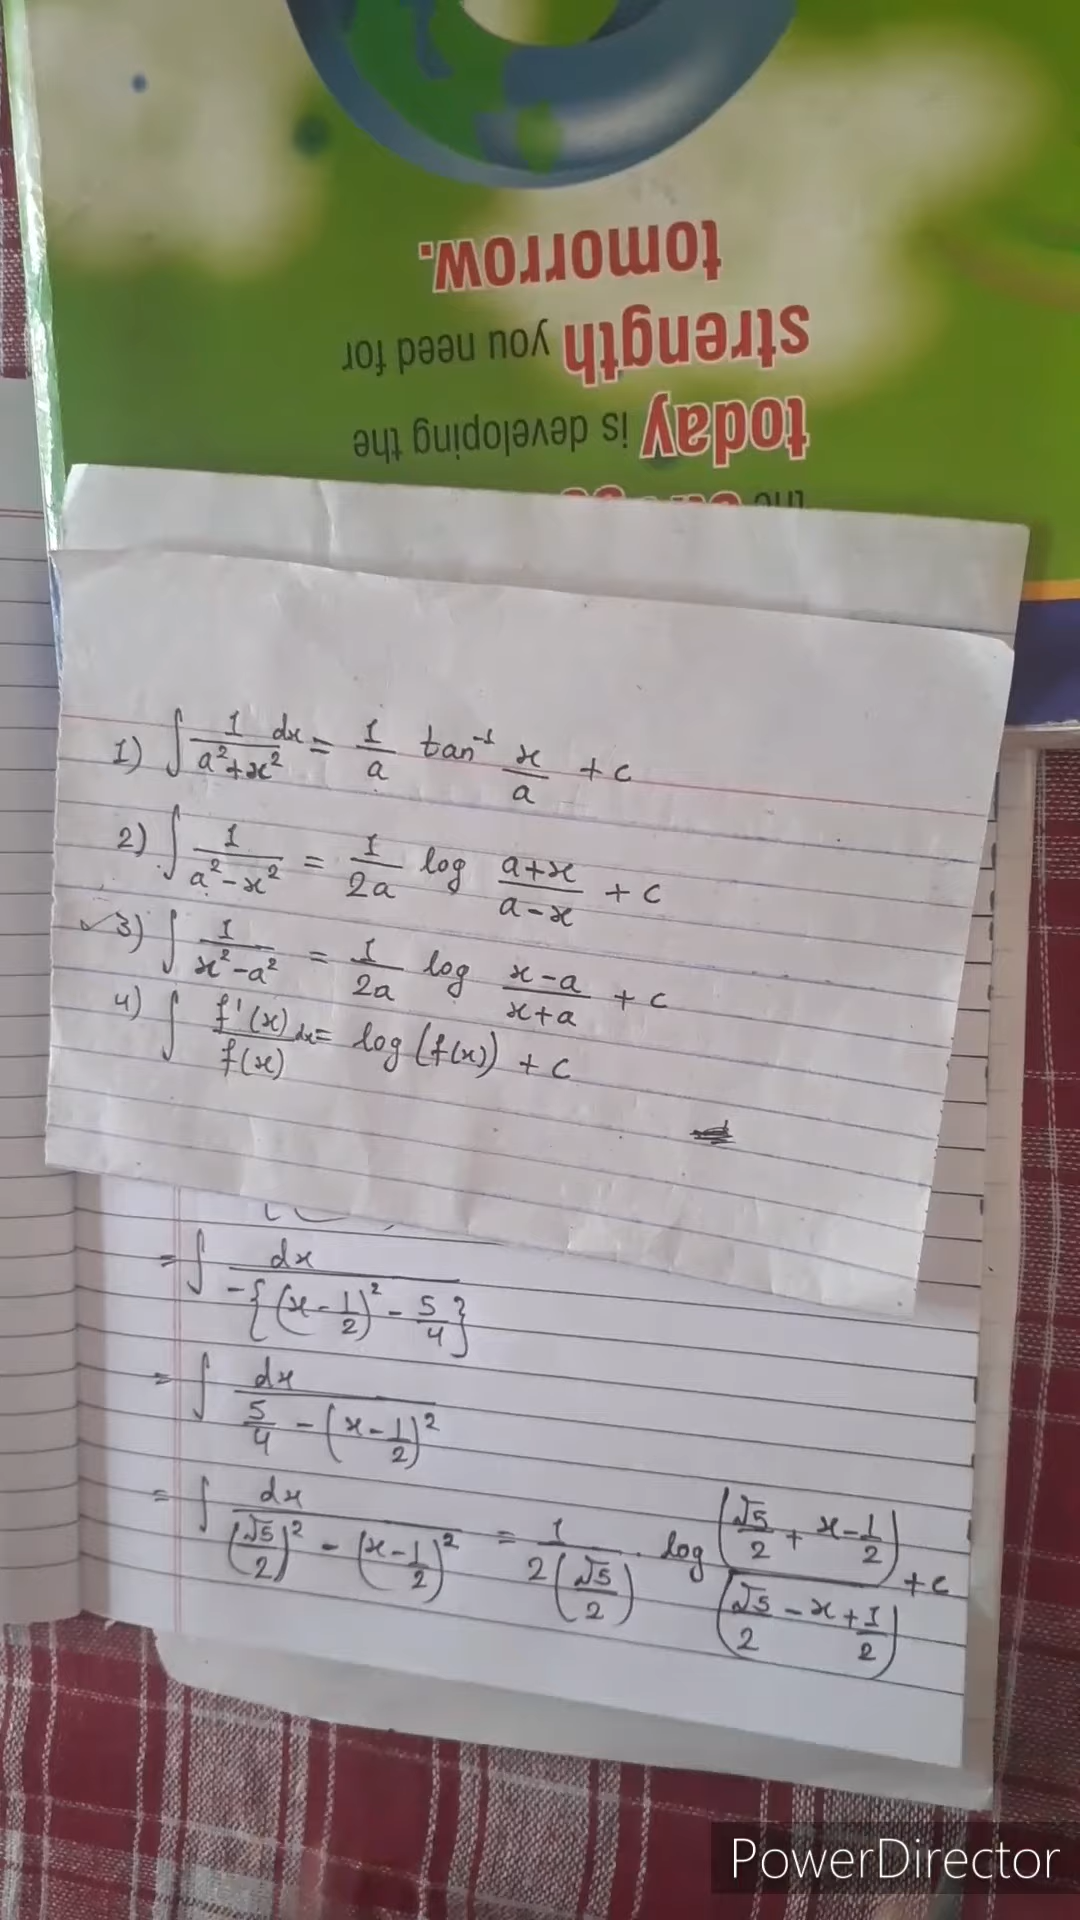 tomorrow.
strength you need for
today is developing the
the
1) ∫ 1/(a²+x²) dx = 1/a tan⁻¹ x/a + c
2) ∫ 1/(a²-x²) = 1/2a log (a+x)/(a-x) + c
✓3) ∫ 1/(x²-a²) = 1/2a log (x-a)/(x+a) + c
4) ∫ f'(x)/f(x) dx = log (f(x)) + c
= ∫ dx/(-{(x-1/2)² - 5/4})
= ∫ dx/(5/4 - (x-1/2)²)
= ∫ dx/((√5/2)² - (x-1/2)²) = 1/(2(√5/2)) · log (√5/2 + x-1/2)/(√5/2 - x + 1/2) + c
PowerDirector